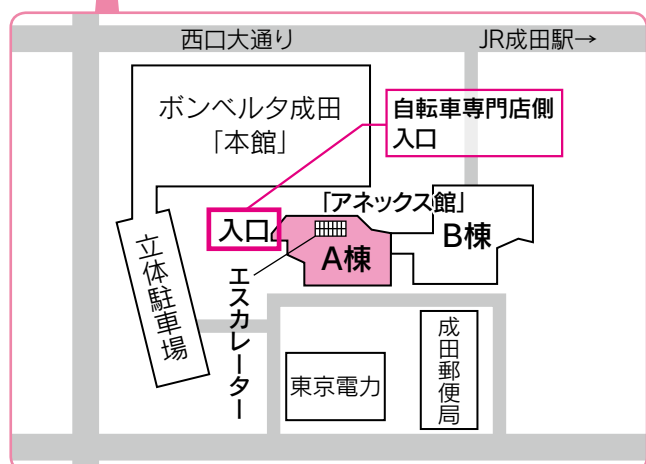 西口大通り
JR成田駅→
ボンベルタ成田
「本館」
自転車専門店側
入口
「アネックス館」
入口
A棟
B棟
立体駐車場
エスカレーター
東京電力
成田郵便局